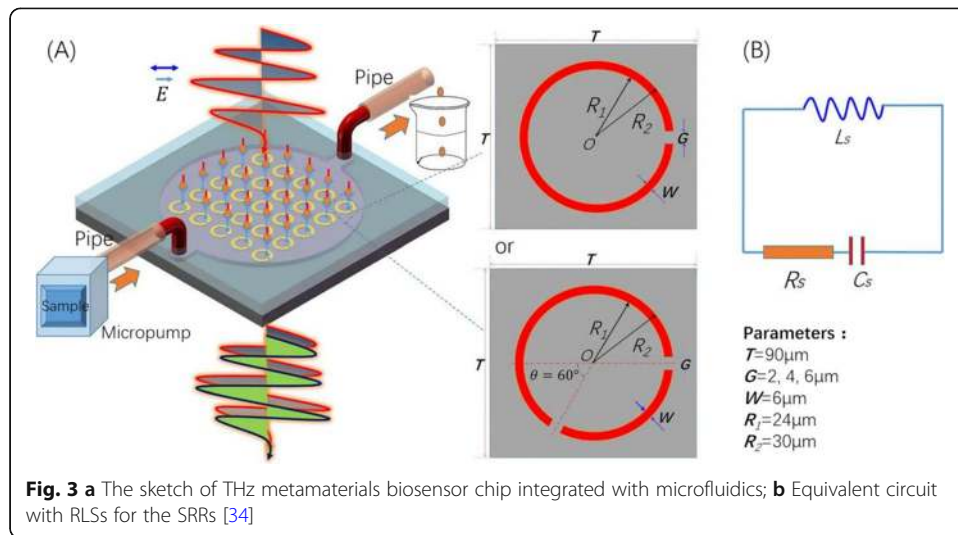 (A)
E
Pipe
Pipe
Sample
Micropump
T
T
R1
R2
O
G
W
or
T
T
R1
R2
O
G
θ = 60°
W
(B)
Ls
Rs
Cs
Parameters :
T=90μm
G=2, 4, 6μm
W=6μm
R1=24μm
R2=30μm
Fig. 3 a The sketch of THz metamaterials biosensor chip integrated with microfluidics; b Equivalent circuit
with RLSs for the SRRs [34]